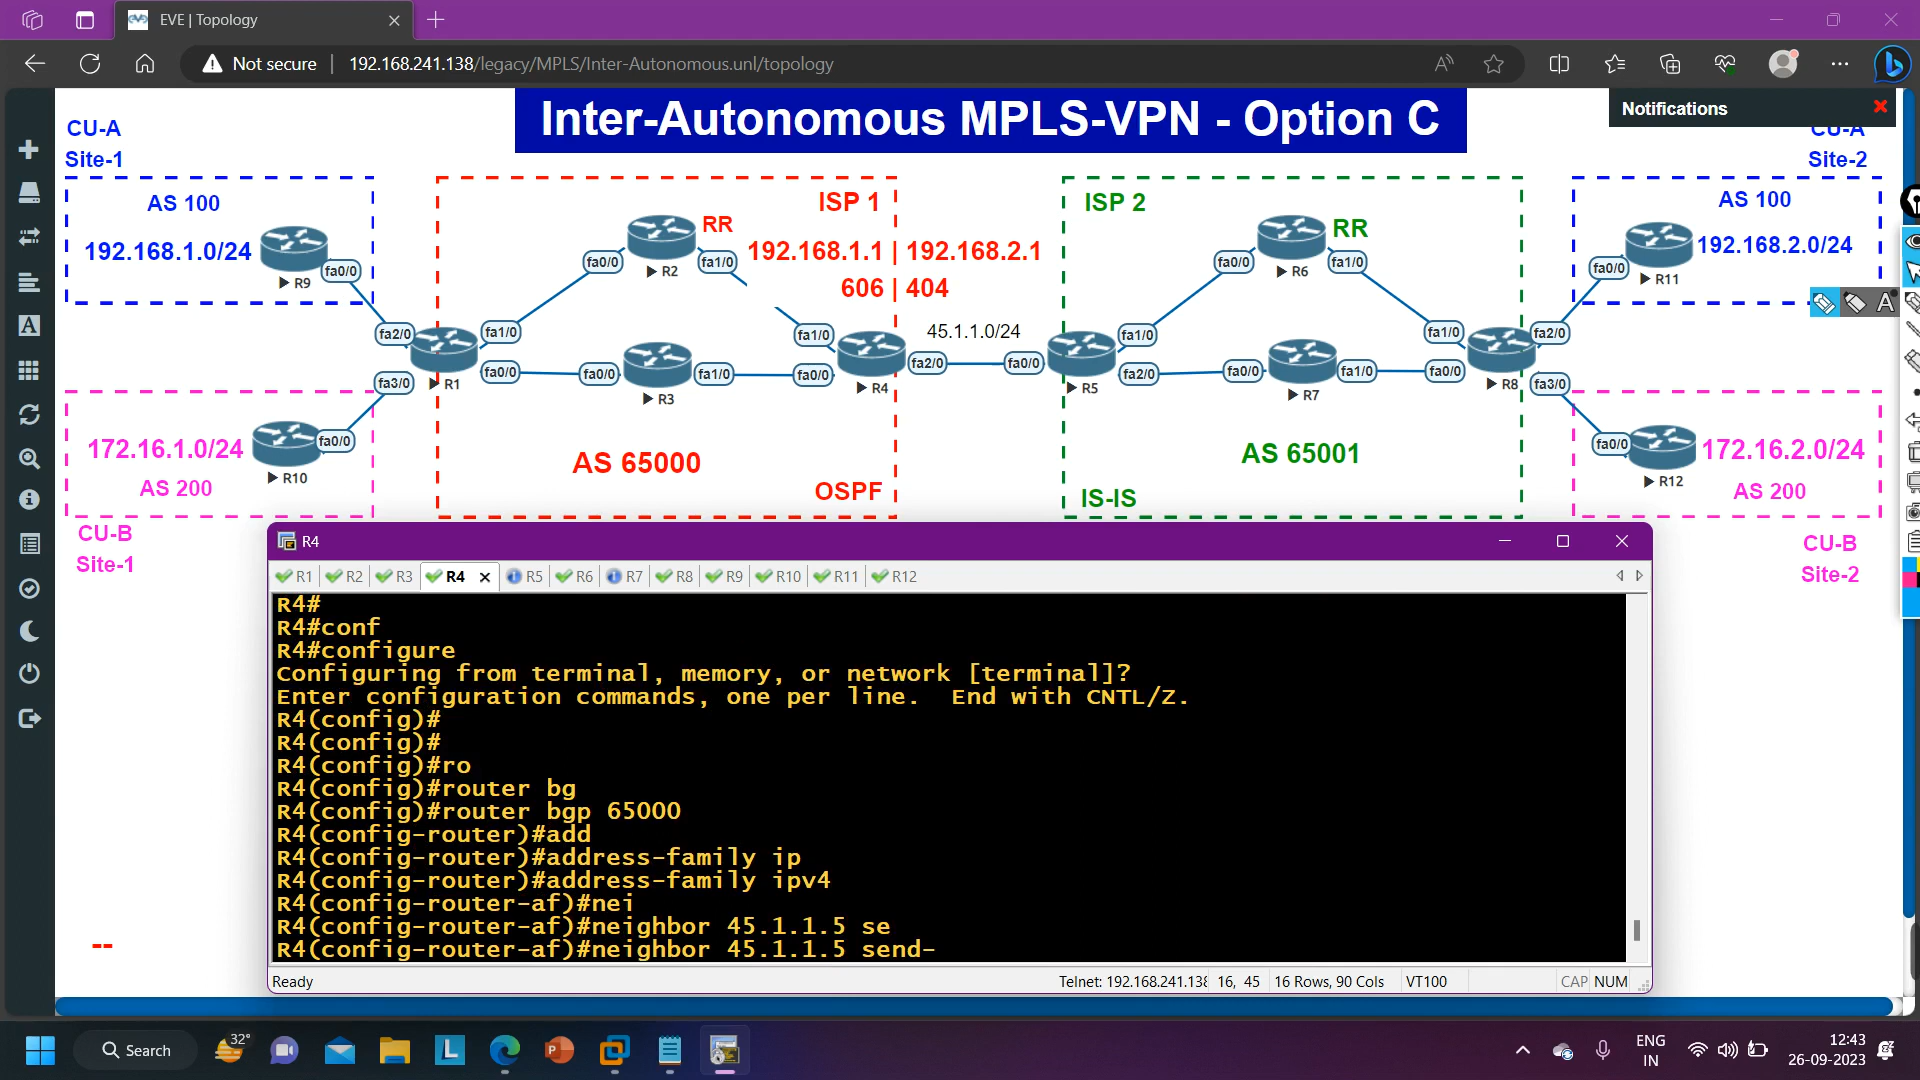 EVE | Topology
Not secure
192.168.241.138/legacy/MPLS/Inter-Autonomous.unl/topology
Inter-Autonomous MPLS-VPN - Option C
Notifications
CU-A
Site-1
CU-A
Site-2
AS 100
192.168.1.0/24
R9
fa0/0
ISP 1
RR
192.168.1.1 | 192.168.2.1
606 | 404
fa0/0
R2
fa1/0
ISP 2
RR
fa0/0
R6
fa1/0
AS 100
192.168.2.0/24
fa0/0
R11
fa2/0
fa1/0
R1
fa0/0
fa3/0
fa0/0
R3
fa1/0
fa1/0
fa0/0
R4
fa2/0
45.1.1.0/24
fa0/0
R5
fa1/0
fa2/0
fa0/0
R7
fa1/0
fa1/0
fa0/0
R8
fa2/0
fa3/0
172.16.1.0/24
AS 200
fa0/0
R10
AS 65000
OSPF
AS 65001
IS-IS
fa0/0
R12
172.16.2.0/24
AS 200
CU-B
Site-1
CU-B
Site-2
R4
R1 R2 R3 R4 R5 R6 R7 R8 R9 R10 R11 R12
R4#
R4#conf
R4#configure
Configuring from terminal, memory, or network [terminal]?
Enter configuration commands, one per line.  End with CNTL/Z.
R4(config)#
R4(config)#
R4(config)#ro
R4(config)#router bg
R4(config)#router bgp 65000
R4(config-router)#add
R4(config-router)#address-family ip
R4(config-router)#address-family ipv4
R4(config-router-af)#nei
R4(config-router-af)#neighbor 45.1.1.5 se
R4(config-router-af)#neighbor 45.1.1.5 send-
--
Ready
Telnet: 192.168.241.138
16, 45
16 Rows, 90 Cols
VT100
CAP NUM
Search
32°
ENG
IN
12:43
26-09-2023